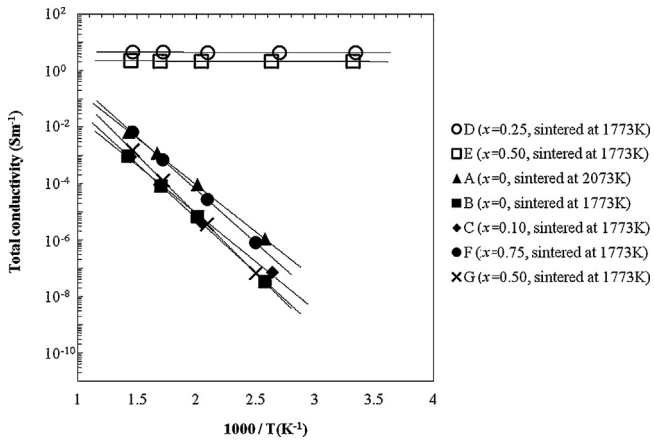 10²
10⁰
10⁻²
10⁻⁴
10⁻⁶
10⁻⁸
10⁻¹⁰
Total conductivity (Sm⁻¹)
1
1.5
2
2.5
3
3.5
4
1000 / T(K⁻¹)
D (x=0.25, sintered at 1773K)
E (x=0.50, sintered at 1773K)
A (x=0, sintered at 2073K)
B (x=0, sintered at 1773K)
C (x=0.10, sintered at 1773K)
F (x=0.75, sintered at 1773K)
G (x=0.50, sintered at 1773K)